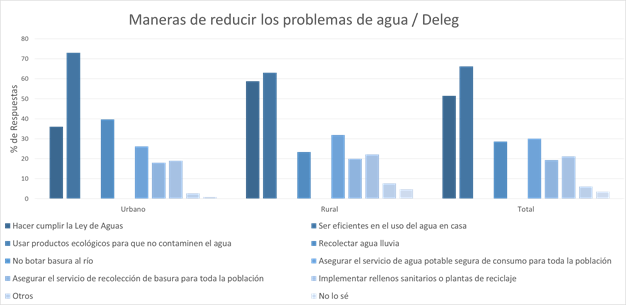 Maneras de reducir los problemas de agua / Deleg
80
70
60
50
40
30
20
10
0
% de Respuestas
Urbano Rural Total
Hacer cumplir la Ley de Aguas Ser eficientes en el uso del agua en casa
Usar productos ecológicos para que no contaminen el agua Recolectar agua lluvia
No botar basura al río Asegurar el servicio de agua potable segura de consumo para toda la población
Asegurar el servicio de recolección de basura para toda la población Implementar rellenos sanitarios o plantas de reciclaje
Otros No lo sé